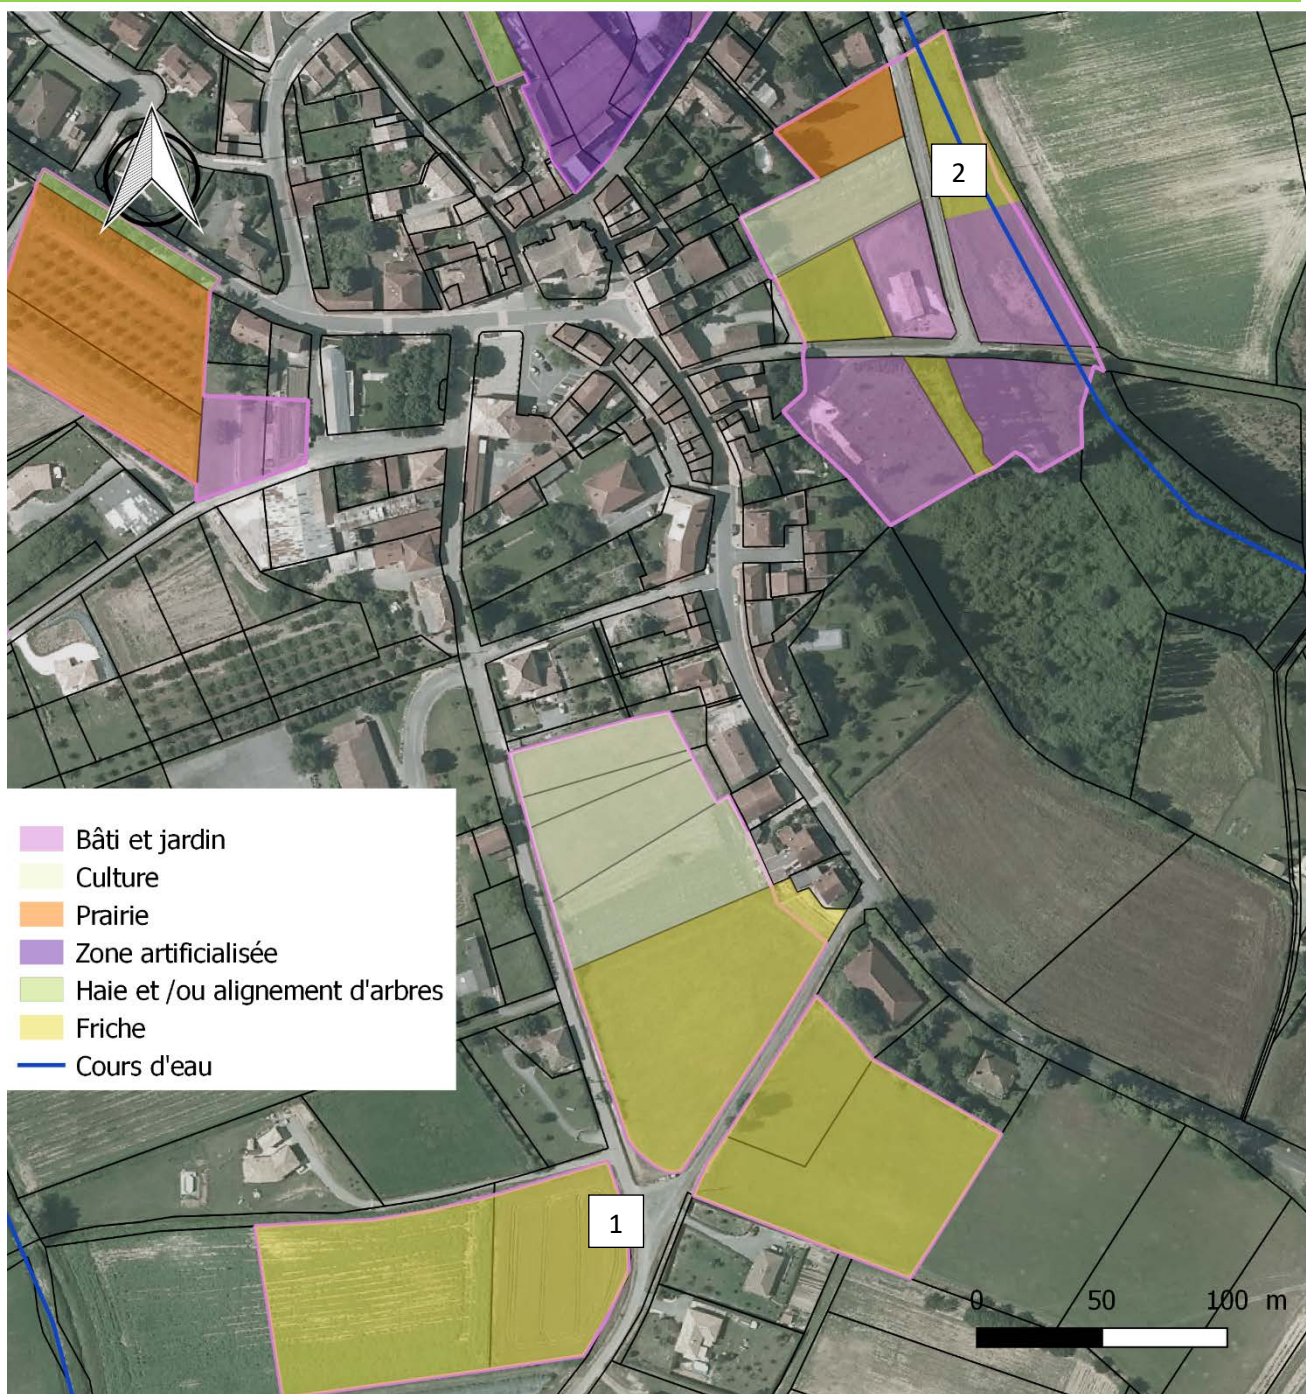 2
Bâti et jardin
Culture
Prairie
Zone artificialisée
Haie et /ou alignement d'arbres
Friche
Cours d'eau
1
0 50 100 m